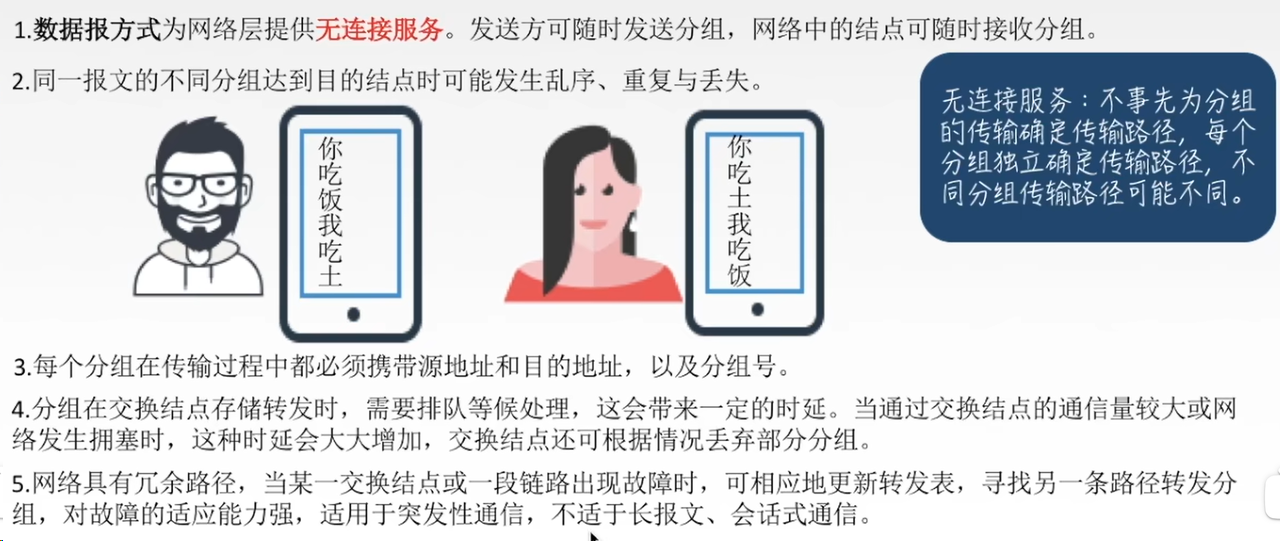 1.数据报方式为网络层提供无连接服务。发送方可随时发送分组，网络中的结点可随时接收分组。
2.同一报文的不同分组达到目的结点时可能发生乱序、重复与丢失。
无连接服务：不事先为分组
的传输确定传输路径，每个
分组独立确定传输路径，不
同分组传输路径可能不同。
你吃饭我吃土
你吃土我吃饭
3.每个分组在传输过程中都必须携带源地址和目的地址，以及分组号。
4.分组在交换结点存储转发时，需要排队等候处理，这会带来一定的时延。当通过交换结点的通信量较大或网
络发生拥塞时，这种时延会大大增加，交换结点还可根据情况丢弃部分分组。
5.网络具有冗余路径，当某一交换结点或一段链路出现故障时，可相应地更新转发表，寻找另一条路径转发分
组，对故障的适应能力强，适用于突发性通信，不适于长报文、会话式通信。